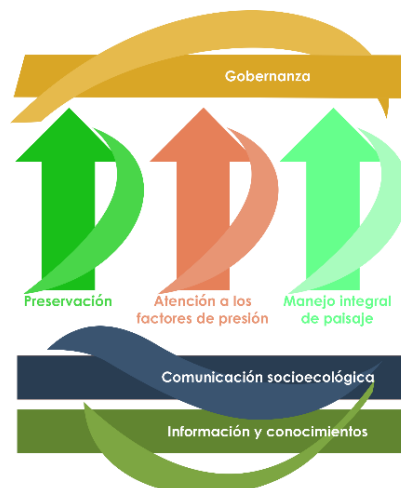 Gobernanza
Preservación
Atención a los
factores de presión
Manejo integral
de paisaje
Comunicación socioecológica
Información y conocimientos